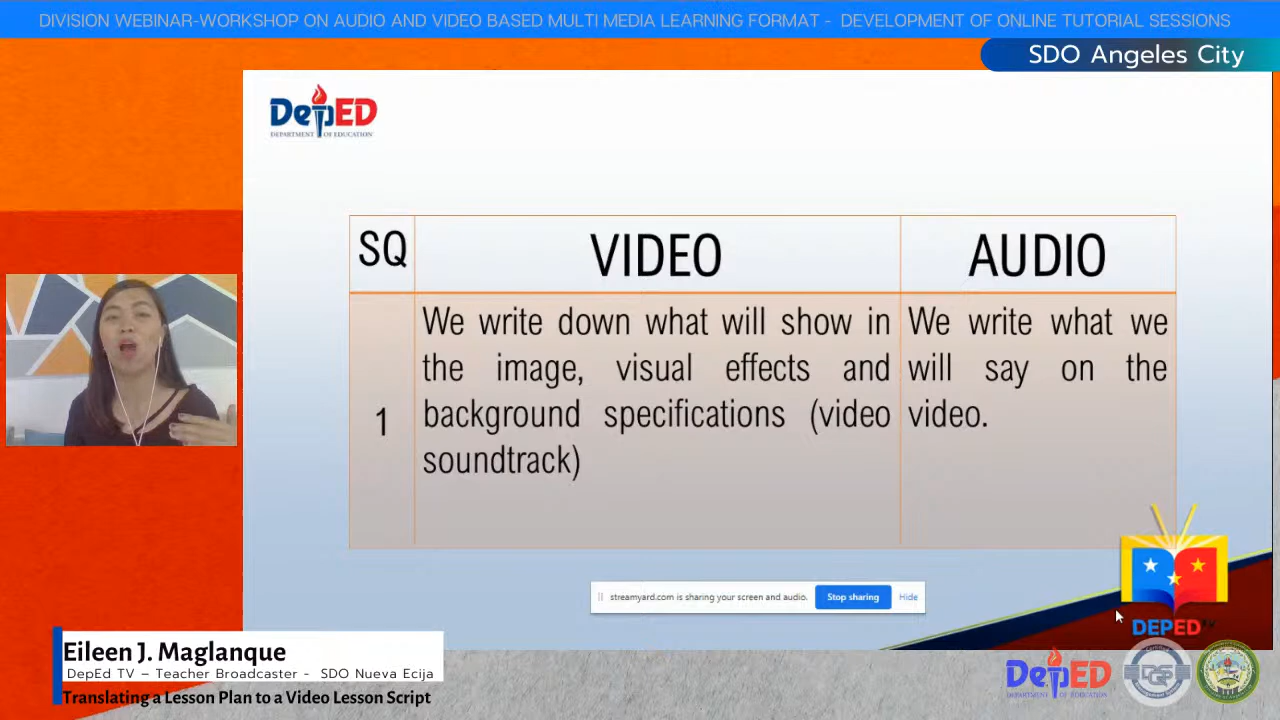 DIVISION WEBINAR-WORKSHOP ON AUDIO AND VIDEO BASED MULTI MEDIA LEARNING FORMAT - DEVELOPMENT OF ONLINE TUTORIAL SESSIONS
SDO Angeles City
DepED
DEPARTMENT OF EDUCATION
SQ
VIDEO
AUDIO
1
We write down what will show in
the image, visual effects and
background specifications (video
soundtrack)
We write what we
will say on the
video.
streamyard.com is sharing your screen and audio.
Stop sharing
Hide
DEPED
Eileen J. Maglanque
DepEd TV – Teacher Broadcaster - SDO Nueva Ecija
Translating a Lesson Plan to a Video Lesson Script
DepED
DEPARTMENT OF EDUCATION